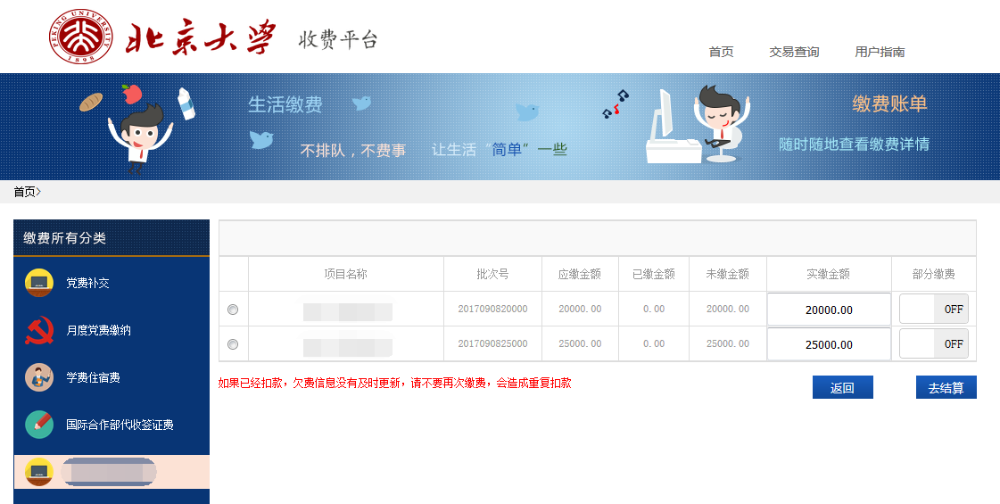 PEKING UNIVERSITY
1898
北京大学 收费平台
首页 交易查询 用户指南
生活缴费
不排队，不费事 让生活“简单”一些
缴费账单
随时随地查看缴费详情
首页>
缴费所有分类
党费补交
月度党费缴纳
学费住宿费
国际合作部代收签证费
项目名称 批次号 应缴金额 已缴金额 未缴金额 实缴金额 部分缴费
2017090820000 20000.00 0.00 20000.00 20000.00 OFF
2017090825000 25000.00 0.00 25000.00 25000.00 OFF
如果已经扣款，欠费信息没有及时更新，请不要再次缴费，会造成重复扣款
返回 去结算